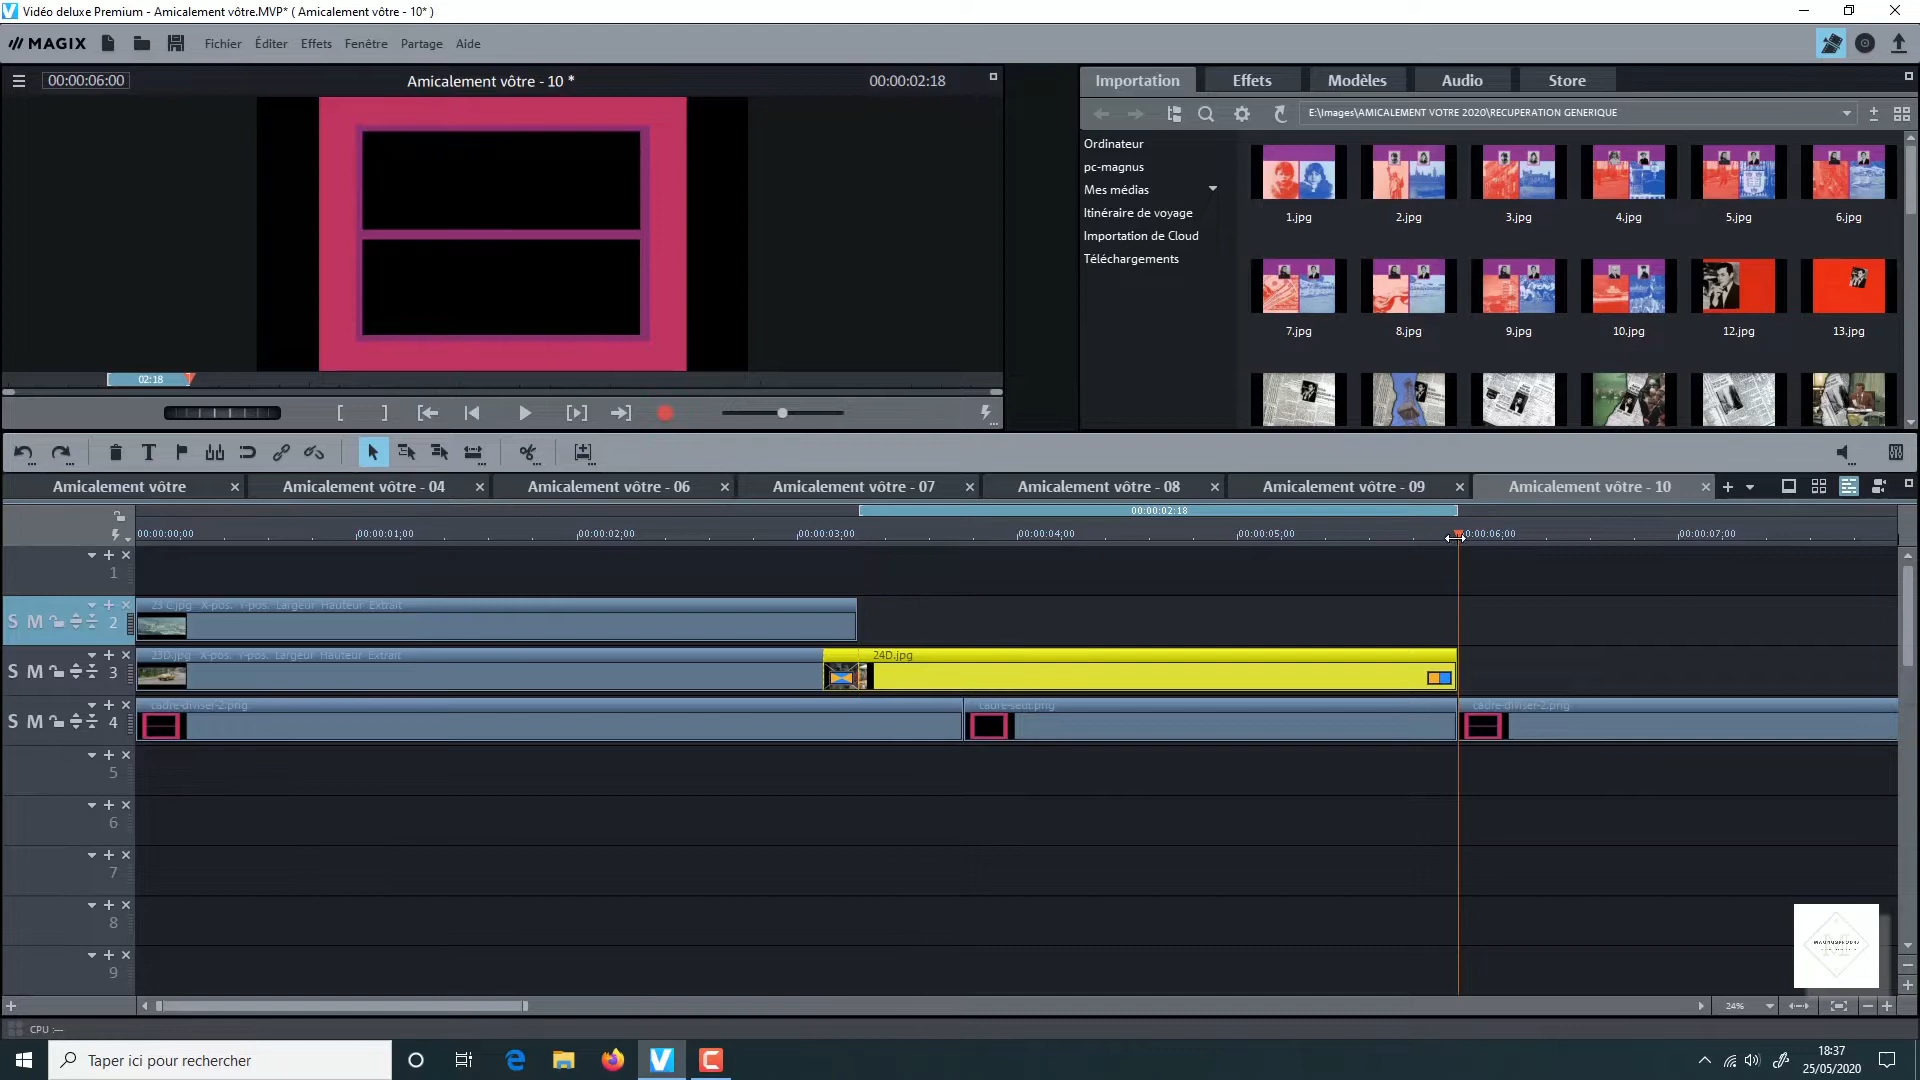 Vidéo deluxe Premium - Amicalement vôtre.MVP* ( Amicalement vôtre - 10* )
MAGIX Fichier Éditer Effets Fenêtre Partage Aide
00:00:06:00 Amicalement vôtre - 10 * 00:00:02:18
Importation Effets Modèles Audio Store
E:\Images\AMICALEMENT VOTRE 2020\RECUPERATION GENERIQUE
Ordinateur
pc-magnus
Mes médias
Itinéraire de voyage
Importation de Cloud
Téléchargements
1.jpg 2.jpg 3.jpg 4.jpg 5.jpg 6.jpg
7.jpg 8.jpg 9.jpg 10.jpg 12.jpg 13.jpg
02:18
Amicalement vôtre Amicalement vôtre - 04 Amicalement vôtre - 06 Amicalement vôtre - 07 Amicalement vôtre - 08 Amicalement vôtre - 09 Amicalement vôtre - 10
00:00:02:18
00:00:00;00 00:00:01;00 00:00:02;00 00:00:03;00 00:00:04;00 00:00:05;00 00:00:06;00 00:00:07;00
1
23 C.jpg X-pos. Y-pos. Largeur Hauteur Extrait
S M 2
23D.jpg X-pos. Y-pos. Largeur Hauteur Extrait 24D.jpg
S M 3
cadre-diviser-2.png cadre-seul.png cadre-diviser-2.png
S M 4
5
6
7
8
9
24%
CPU :—
Taper ici pour rechercher
18:37
25/05/2020